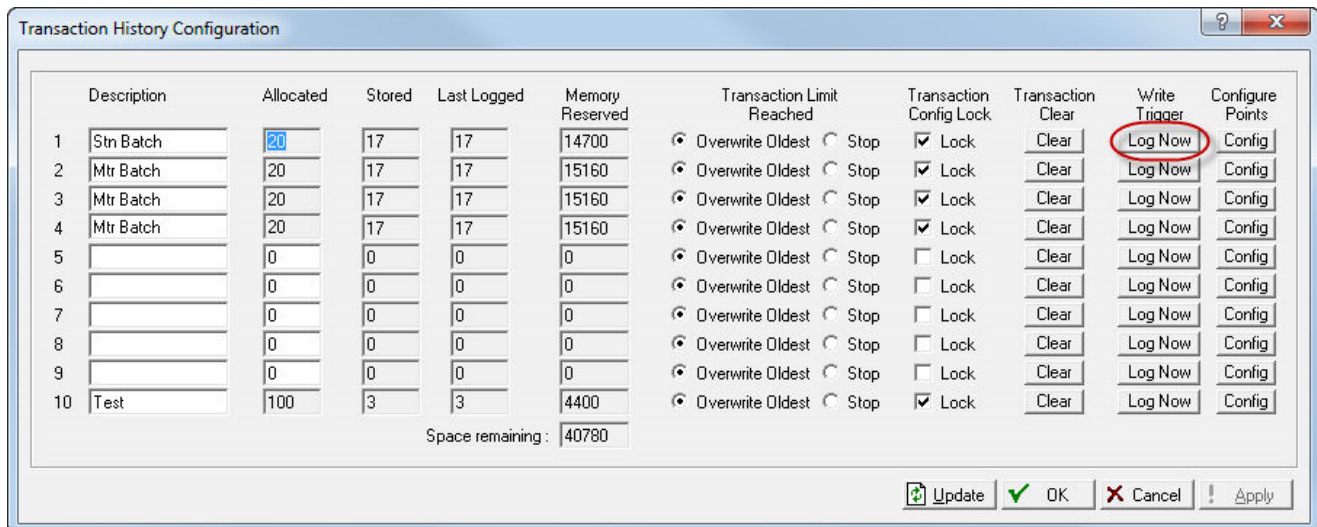 Transaction History Configuration
Description Allocated Stored Last Logged Memory Reserved Transaction Limit Reached Transaction Config Lock Transaction Clear Write Trigger Configure Points
1 Stn Batch 20 17 17 14700 Overwrite Oldest Stop Lock Clear Log Now Config
2 Mtr Batch 20 17 17 15160 Overwrite Oldest Stop Lock Clear Log Now Config
3 Mtr Batch 20 17 17 15160 Overwrite Oldest Stop Lock Clear Log Now Config
4 Mtr Batch 20 17 17 15160 Overwrite Oldest Stop Lock Clear Log Now Config
5 0 0 0 0 Overwrite Oldest Stop Lock Clear Log Now Config
6 0 0 0 0 Overwrite Oldest Stop Lock Clear Log Now Config
7 0 0 0 0 Overwrite Oldest Stop Lock Clear Log Now Config
8 0 0 0 0 Overwrite Oldest Stop Lock Clear Log Now Config
9 0 0 0 0 Overwrite Oldest Stop Lock Clear Log Now Config
10 Test 100 3 3 4400 Overwrite Oldest Stop Lock Clear Log Now Config
Space remaining : 40780
Update OK Cancel Apply